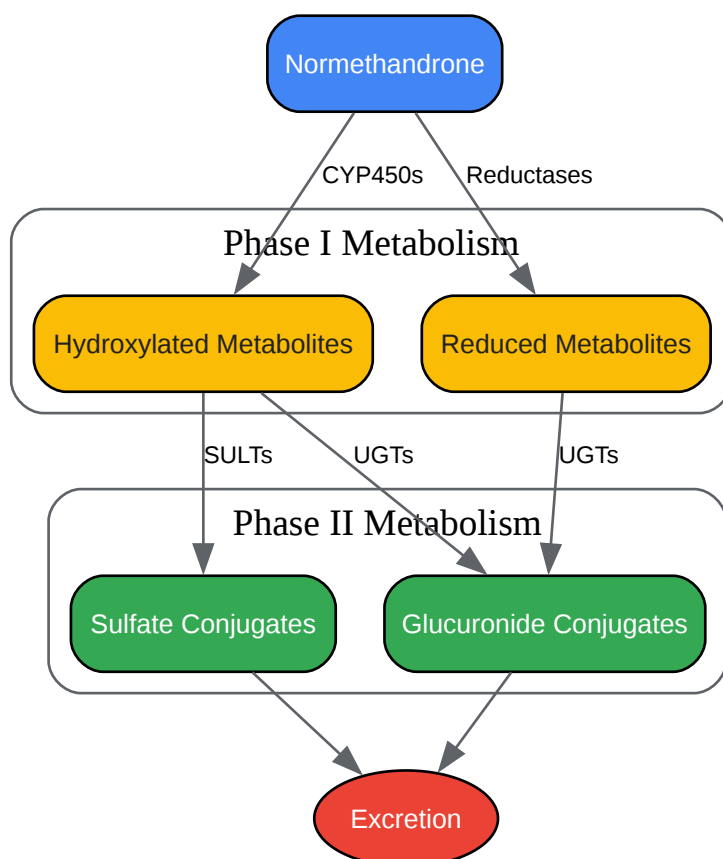 Normethandrone
CYP450s
Reductases
Phase I Metabolism
Hydroxylated Metabolites
Reduced Metabolites
SULTs
UGTs
UGTs
Phase II Metabolism
Sulfate Conjugates
Glucuronide Conjugates
Excretion